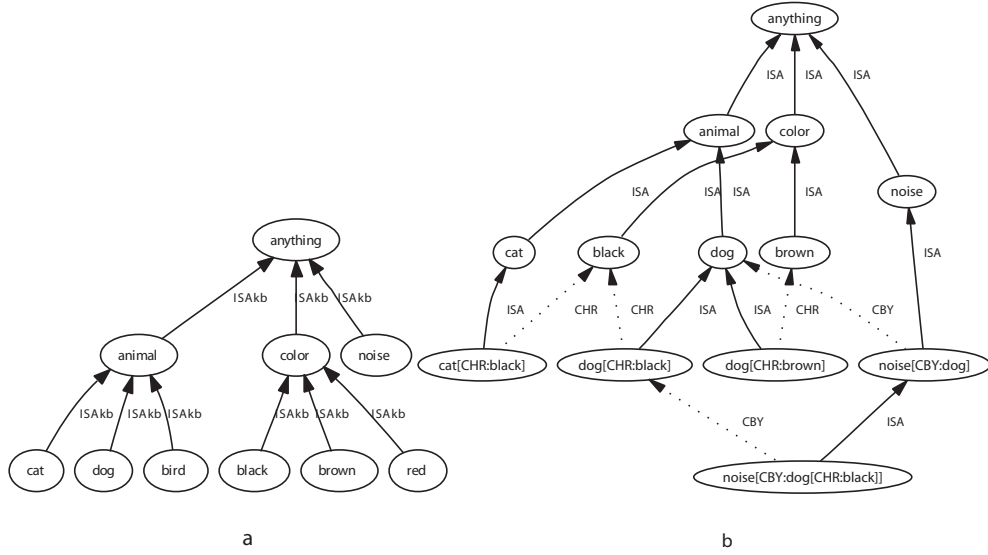 anything
ISAkb ISAkb ISAkb
animal color noise
ISAkb ISAkb ISAkb ISAkb ISAkb ISAkb
cat dog bird black brown red
a
anything
ISA ISA ISA
animal color
ISA ISA ISA ISA noise
cat black dog brown ISA
ISA CHR CHR ISA ISA CHR CBY
cat[CHR:black] dog[CHR:black] dog[CHR:brown] noise[CBY:dog]
CBY ISA
noise[CBY:dog[CHR:black]]
b